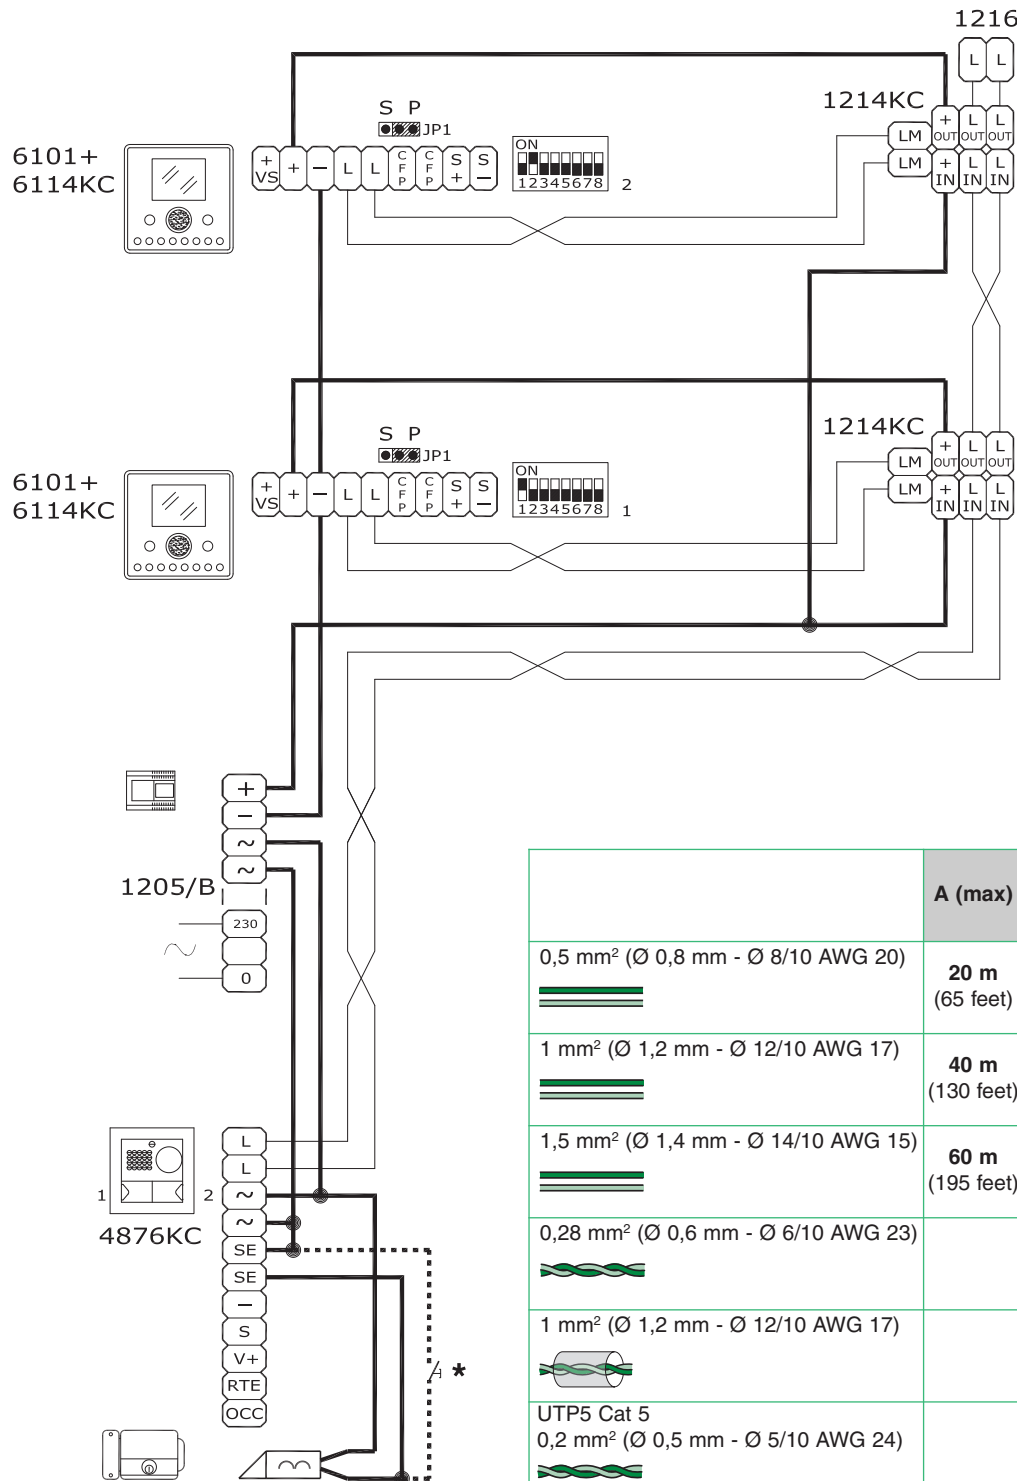 1216
L L
1214KC
S P
JP1
6101+
6114KC
+ VS + − L L CFP CFP S+ S−
ON
12345678
2
LM
LM
+ OUT L OUT L OUT
+ IN L IN L IN
1214KC
S P
JP1
6101+
6114KC
+ VS + − L L CFP CFP S+ S−
ON
12345678
1
LM
LM
+ OUT L OUT L OUT
+ IN L IN L IN
+
−
~
~
1205/B
230
0
L
L
~
~
SE
SE
−
S
V+
RTE
OCC
1 2
4876KC
*
A (max)
0,5 mm² (Ø 0,8 mm - Ø 8/10 AWG 20)
20 m
(65 feet)
1 mm² (Ø 1,2 mm - Ø 12/10 AWG 17)
40 m
(130 feet)
1,5 mm² (Ø 1,4 mm - Ø 14/10 AWG 15)
60 m
(195 feet)
0,28 mm² (Ø 0,6 mm - Ø 6/10 AWG 23)
1 mm² (Ø 1,2 mm - Ø 12/10 AWG 17)
UTP5 Cat 5
0,2 mm² (Ø 0,5 mm - Ø 5/10 AWG 24)